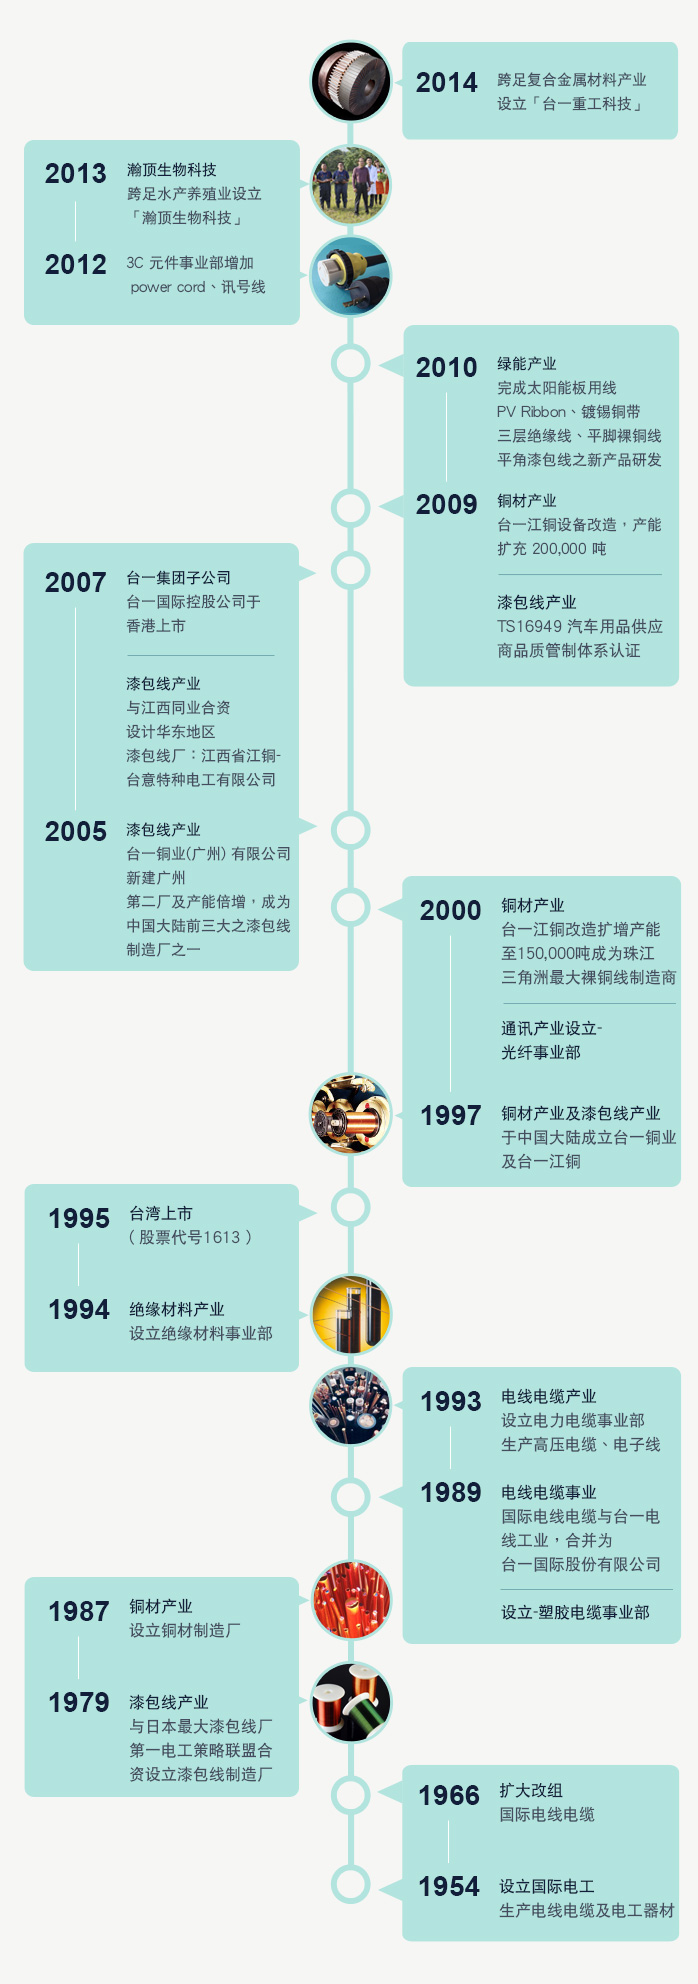 2014
跨足复合金属材料产业
设立「台一重工科技」
2013
瀚顶生物科技
跨足水产养殖业设立
「瀚顶生物科技」
2012
3C 元件事业部增加
power cord、讯号线
2010
绿能产业
完成太阳能板用线
PV Ribbon、镀锡铜带
三层绝缘线、平脚裸铜线
平角漆包线之新产品研发
2009
铜材产业
台一江铜设备改造，产能
扩充 200,000 吨
漆包线产业
TS16949 汽车用品供应
商品质管制体系认证
2007
台一集团子公司
台一国际控股公司于
香港上市
漆包线产业
与江西同业合资
设计华东地区
漆包线厂：江西省江铜-
台意特种电工有限公司
2005
漆包线产业
台一铜业(广州) 有限公司
新建广州
第二厂及产能倍增，成为
中国大陆前三大之漆包线
制造厂之一
2000
铜材产业
台一江铜改造扩增产能
至150,000吨成为珠江
三角洲最大裸铜线制造商
通讯产业设立-
光纤事业部
1997
铜材产业及漆包线产业
于中国大陆成立台一铜业
及台一江铜
1995
台湾上市
（股票代号1613 ）
1994
绝缘材料产业
设立绝缘材料事业部
1993
电线电缆产业
设立电力电缆事业部
生产高压电缆、电子线
1989
电线电缆事业
国际电线电缆与台一电
线工业，合并为
台一国际股份有限公司
设立-塑胶电缆事业部
1987
铜材产业
设立铜材制造厂
1979
漆包线产业
与日本最大漆包线厂
第一电工策略联盟合
资设立漆包线制造厂
1966
扩大改组
国际电线电缆
1954
设立国际电工
生产电线电缆及电工器材